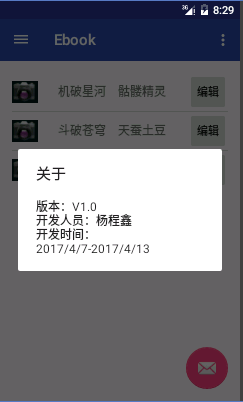 3G 8:29
Ebook
机破星河 骷髅精灵 编辑
斗破苍穹 天蚕土豆 编辑
关于
版本：V1.0
开发人员：杨程鑫
开发时间：
2017/4/7-2017/4/13